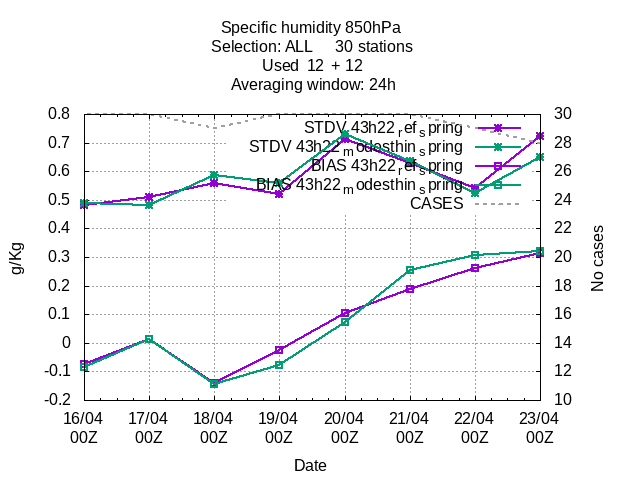 Specific humidity 850hPa
Selection: ALL 30 stations
Used 12 + 12
Averaging window: 24h
0.8
0.7
0.6
0.5
0.4
0.3
0.2
0.1
0
-0.1
-0.2
g/Kg
STDV 43h22_ref_spring
STDV 43h22_modesthin_spring
BIAS 43h22_ref_spring
BIAS 43h22_modesthin_spring
CASES
30
28
26
24
22
20
18
16
14
12
10
No cases
16/04 17/04 18/04 19/04 20/04 21/04 22/04 23/04
00Z 00Z 00Z 00Z 00Z 00Z 00Z 00Z
Date